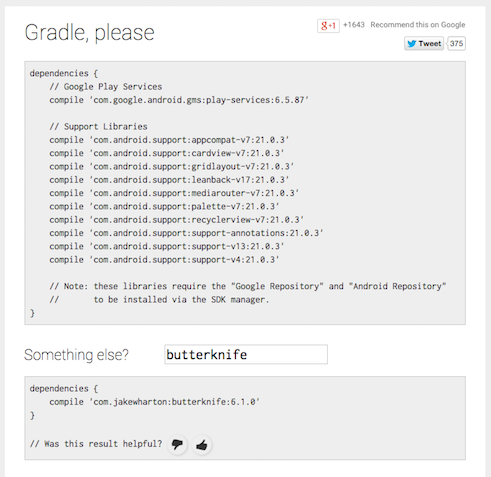 Gradle, please
g+1 +1643 Recommend this on Google
Tweet 375
dependencies {
// Google Play Services
compile 'com.google.android.gms:play-services:6.5.87'
// Support Libraries
compile 'com.android.support:appcompat-v7:21.0.3'
compile 'com.android.support:cardview-v7:21.0.3'
compile 'com.android.support:gridlayout-v7:21.0.3'
compile 'com.android.support:leanback-v17:21.0.3'
compile 'com.android.support:mediarouter-v7:21.0.3'
compile 'com.android.support:palette-v7:21.0.3'
compile 'com.android.support:recyclerview-v7:21.0.3'
compile 'com.android.support:support-annotations:21.0.3'
compile 'com.android.support:support-v13:21.0.3'
compile 'com.android.support:support-v4:21.0.3'
// Note: these libraries require the "Google Repository" and "Android Repository"
// to be installed via the SDK manager.
}
Something else? butterknife
dependencies {
compile 'com.jakewharton:butterknife:6.1.0'
}
// Was this result helpful?